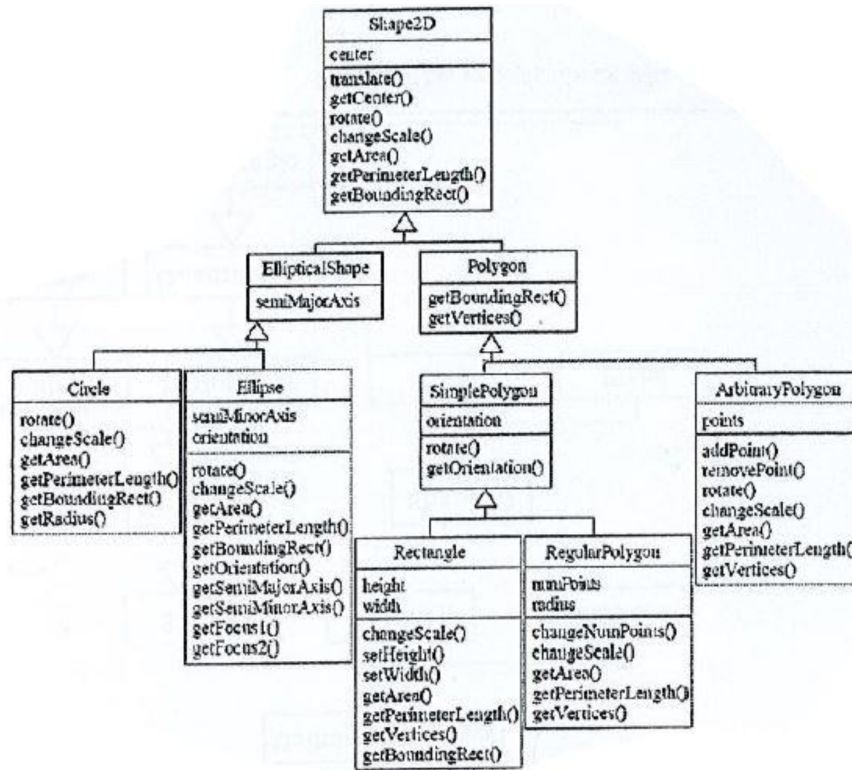 Shape2D
center
translate()
getCenter()
rotate()
changeScale()
getArea()
getPerimeterLength()
getBoundingRect()
EllipticalShape
semiMajorAxis
Polygon
getBoundingRect()
getVertices()
Circle
rotate()
changeScale()
getArea()
getPerimeterLength()
getBoundingRect()
getRadius()
Ellipse
semiMinorAxis
orientation
rotate()
changeScale()
getArea()
getPerimeterLength()
getBoundingRect()
getOrientation()
getSemiMajorAxis()
getSemiMinorAxis()
getFocus1()
getFocus2()
SimplePolygon
orientation
rotate()
getOrientation()
ArbitraryPolygon
points
addPoint()
removePoint()
rotate()
changeScale()
getArea()
getPerimeterLength()
getVertices()
Rectangle
height
width
changeScale()
setHeight()
setWidth()
getArea()
getPerimeterLength()
getVertices()
getBoundingRect()
RegularPolygon
numPoints
radius
changeNumPoints()
changeScale()
getArea()
getPerimeterLength()
getVertices()